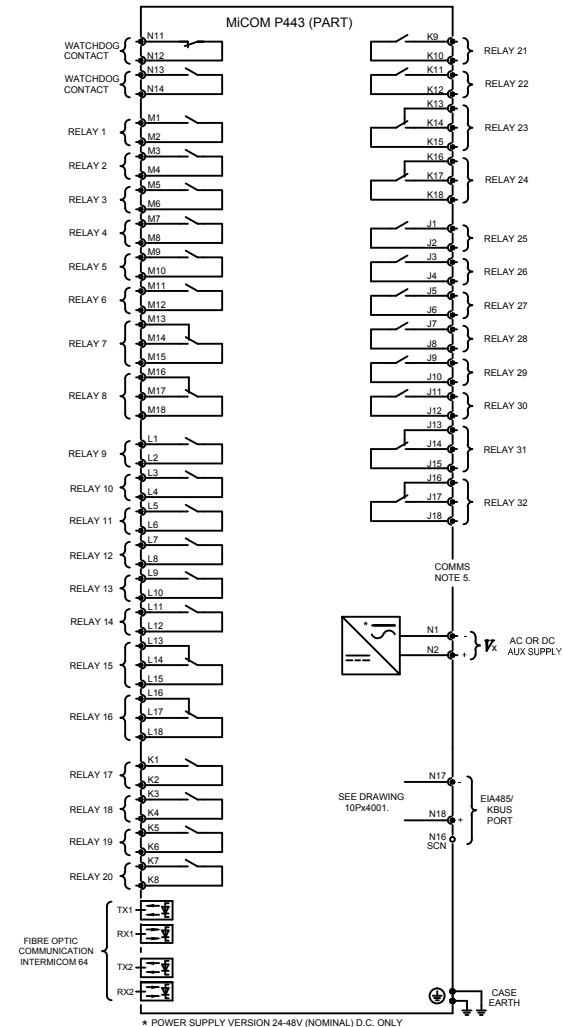 MiCOM P443 (PART)
WATCHDOG
CONTACT
N11
N12
WATCHDOG
CONTACT
N13
N14
RELAY 1
M1
M2
RELAY 2
M3
M4
RELAY 3
M5
M6
RELAY 4
M7
M8
RELAY 5
M9
M10
RELAY 6
M11
M12
RELAY 7
M13
M14
M15
RELAY 8
M16
M17
M18
RELAY 9
L1
L2
RELAY 10
L3
L4
RELAY 11
L5
L6
RELAY 12
L7
L8
RELAY 13
L9
L10
RELAY 14
L11
L12
RELAY 15
L13
L14
L15
RELAY 16
L16
L17
L18
RELAY 17
K1
K2
RELAY 18
K3
K4
RELAY 19
K5
K6
RELAY 20
K7
K8
FIBRE OPTIC
COMMUNICATION
INTERMICOM 64
TX1
RX1
TX2
RX2
K9
K10
RELAY 21
K11
K12
RELAY 22
K13
K14
K15
RELAY 23
K16
K17
K18
RELAY 24
J1
J2
RELAY 25
J3
J4
RELAY 26
J5
J6
RELAY 27
J7
J8
RELAY 28
J9
J10
RELAY 29
J11
J12
RELAY 30
J13
J14
J15
RELAY 31
J16
J17
J18
RELAY 32
COMMS
NOTE 5.
*
N1 -
N2 +
Vx
AC OR DC
AUX SUPPLY
SEE DRAWING
10Px4001.
N17 -
N18 +
N16
SCN
EIA485/
KBUS
PORT
CASE
EARTH
* POWER SUPPLY VERSION 24-48V (NOMINAL) D.C. ONLY